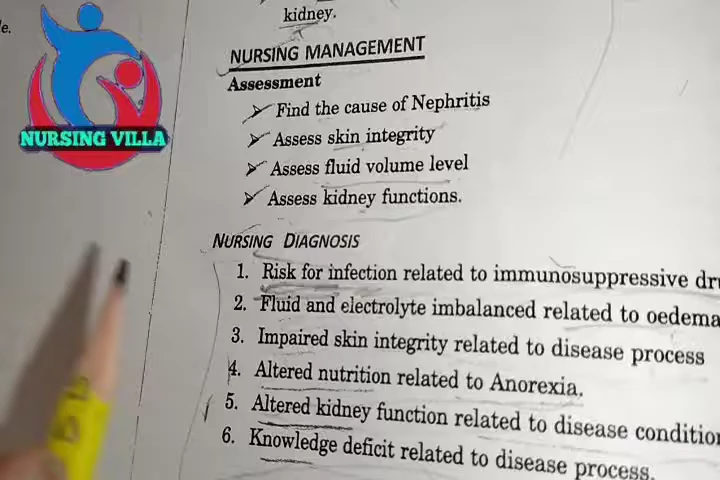 le.
kidney.
NURSING MANAGEMENT
Assessment
Find the cause of Nephritis
Assess skin integrity
Assess fluid volume level
Assess kidney functions.
NURSING DIAGNOSIS
1. Risk for infection related to immunosuppressive dru
2. Fluid and electrolyte imbalanced related to oedema
3. Impaired skin integrity related to disease process
4. Altered nutrition related to Anorexia.
5. Altered kidney function related to disease condition
6. Knowledge deficit related to disease process.
NURSING VILLA